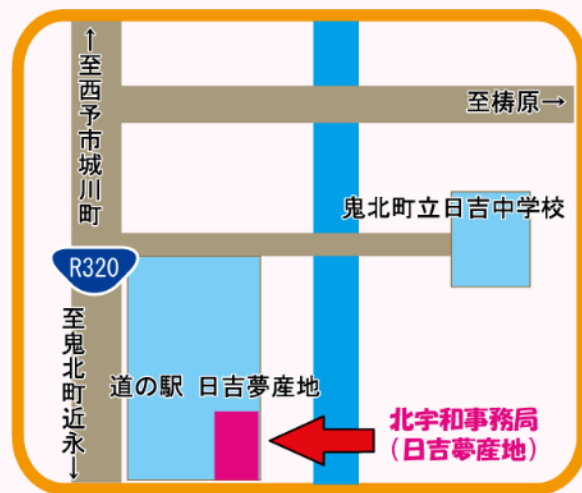 ↑至西予市城川町
至梼原→
鬼北町立日吉中学校
R320
至鬼北町近永↓
道の駅 日吉夢産地
北宇和事務局
(日吉夢産地)